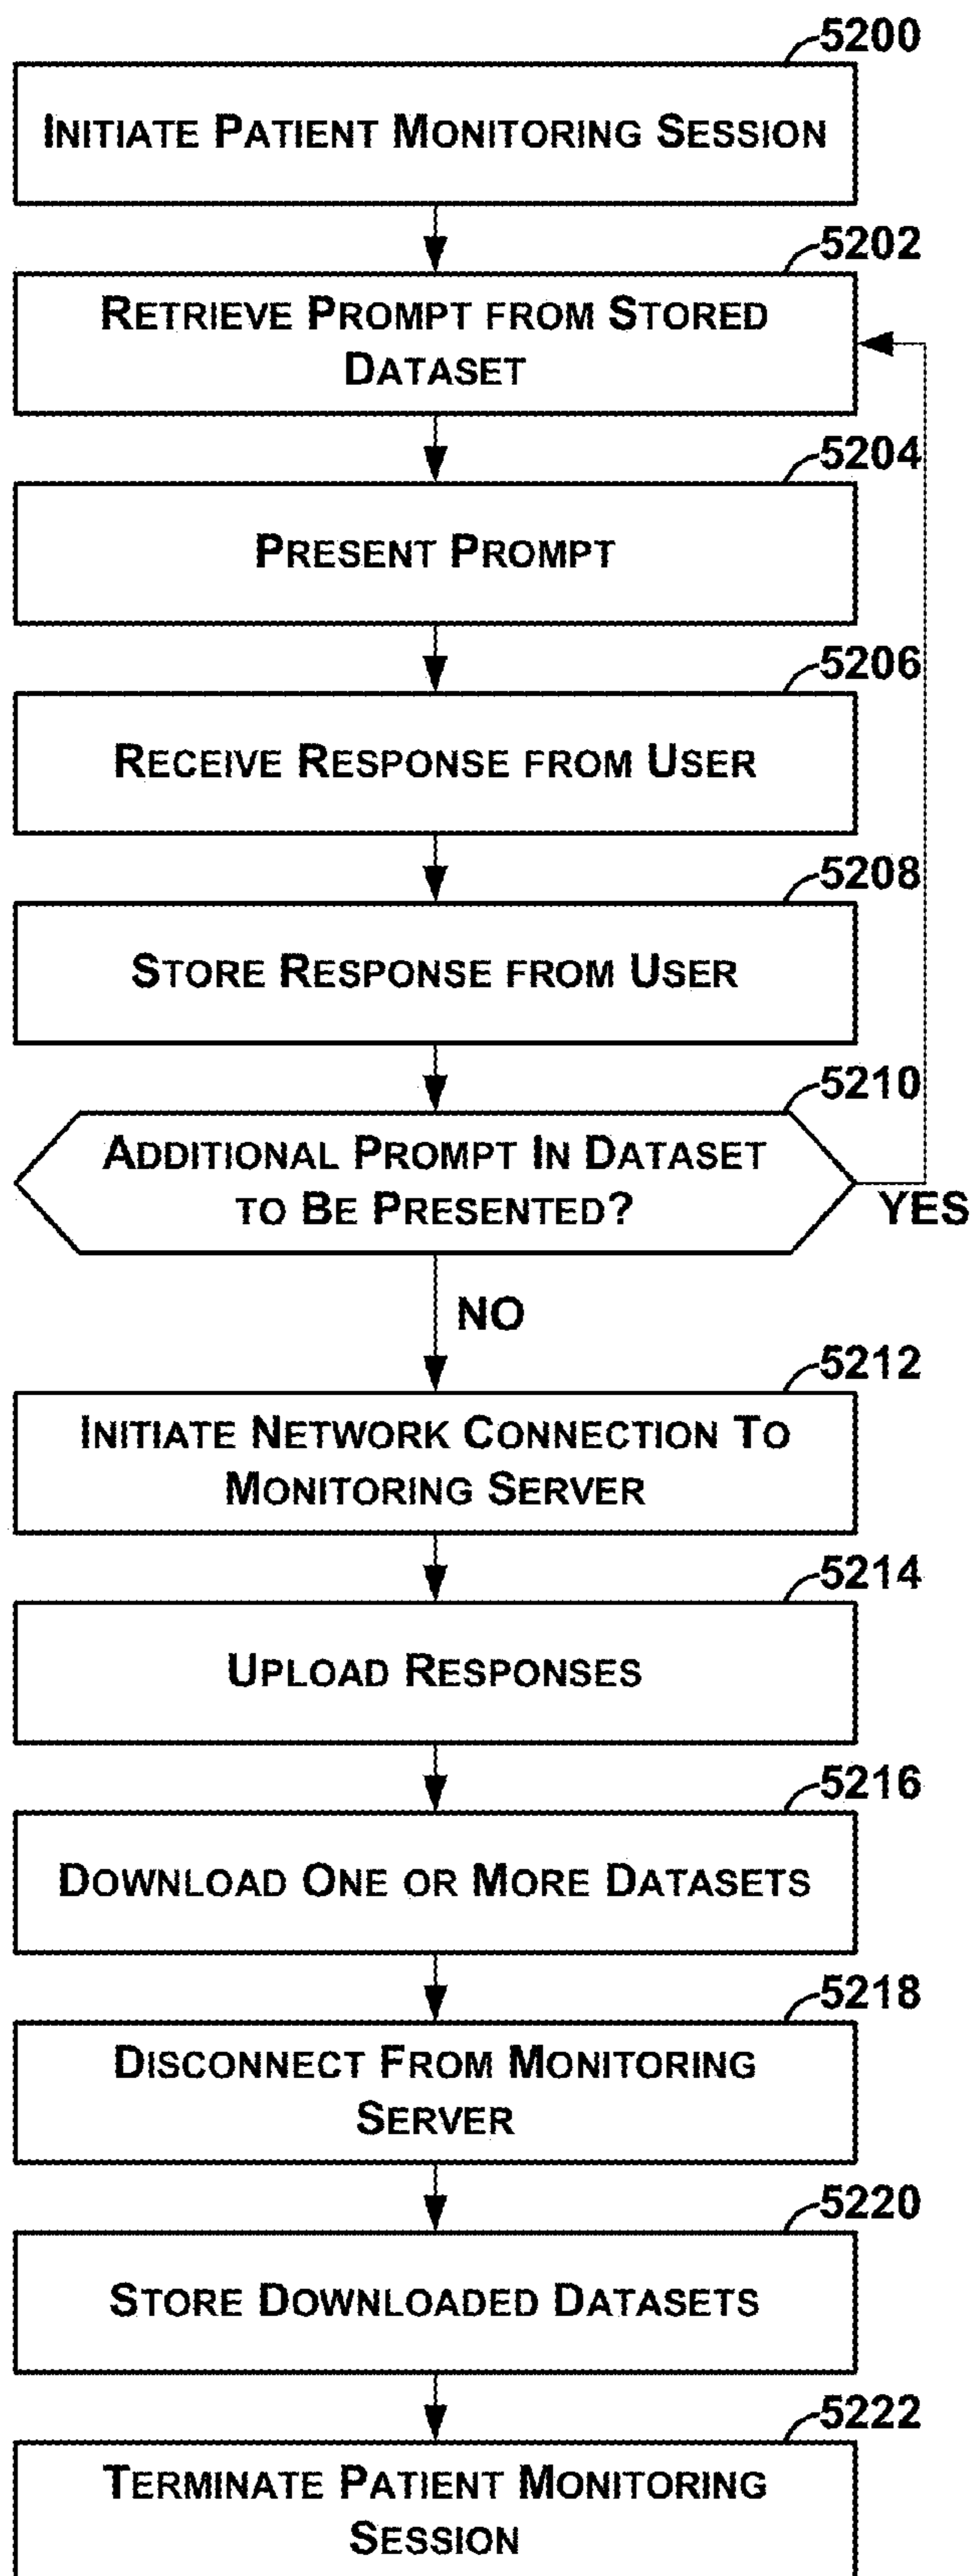 5200
INITIATE PATIENT MONITORING SESSION
5202
RETRIEVE PROMPT FROM STORED
DATASET
5204
PRESENT PROMPT
5206
RECEIVE RESPONSE FROM USER
5208
STORE RESPONSE FROM USER
5210
ADDITIONAL PROMPT IN DATASET
TO BE PRESENTED?
YES
NO
5212
INITIATE NETWORK CONNECTION TO
MONITORING SERVER
5214
UPLOAD RESPONSES
5216
DOWNLOAD ONE OR MORE DATASETS
5218
DISCONNECT FROM MONITORING
SERVER
5220
STORE DOWNLOADED DATASETS
5222
TERMINATE PATIENT MONITORING
SESSION